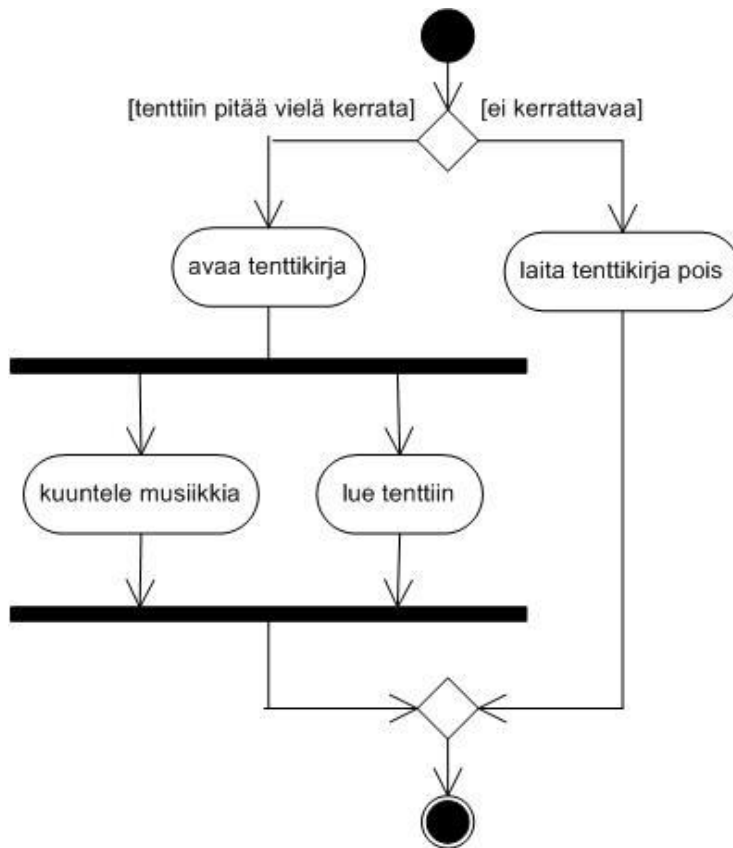 [tenttiin pitää vielä kerrata]
[ei kerrattavaa]
avaa tenttikirja
laita tenttikirja pois
kuuntele musiikkia
lue tenttiin